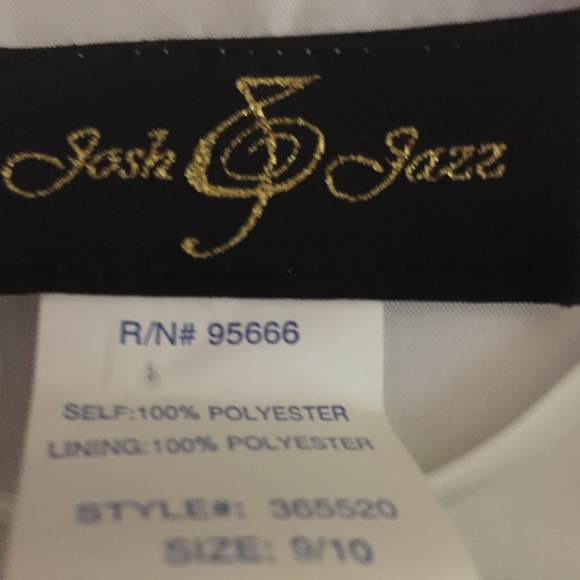 Josh Jazz
R/N# 95666
SELF:100% POLYESTER
LINING:100% POLYESTER
STYLE#: 365520
SIZE: 9/10